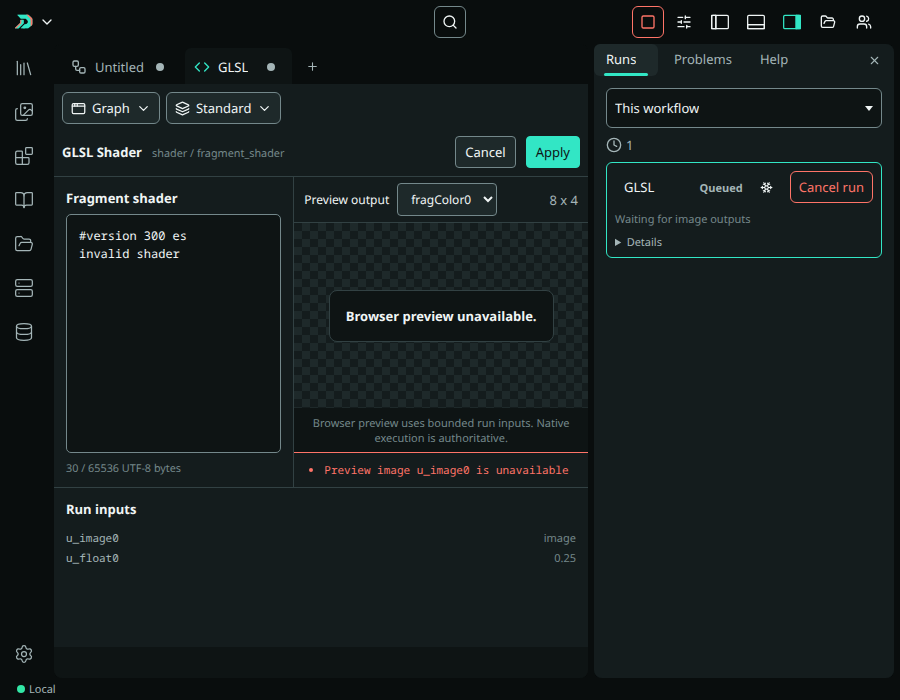 Untitled
GLSL
Runs
Problems
Help
Graph
Standard
This workflow
GLSL Shader shader / fragment_shader
Cancel
Apply
1
Fragment shader
Preview output
fragColor0
8 x 4
GLSL
Queued
Cancel run
Waiting for image outputs
Details
#version 300 es
invalid shader
Browser preview unavailable.
Browser preview uses bounded run inputs. Native
execution is authoritative.
30 / 65536 UTF-8 bytes
• Preview image u_image0 is unavailable
Run inputs
u_image0 image
u_float0 0.25
Local